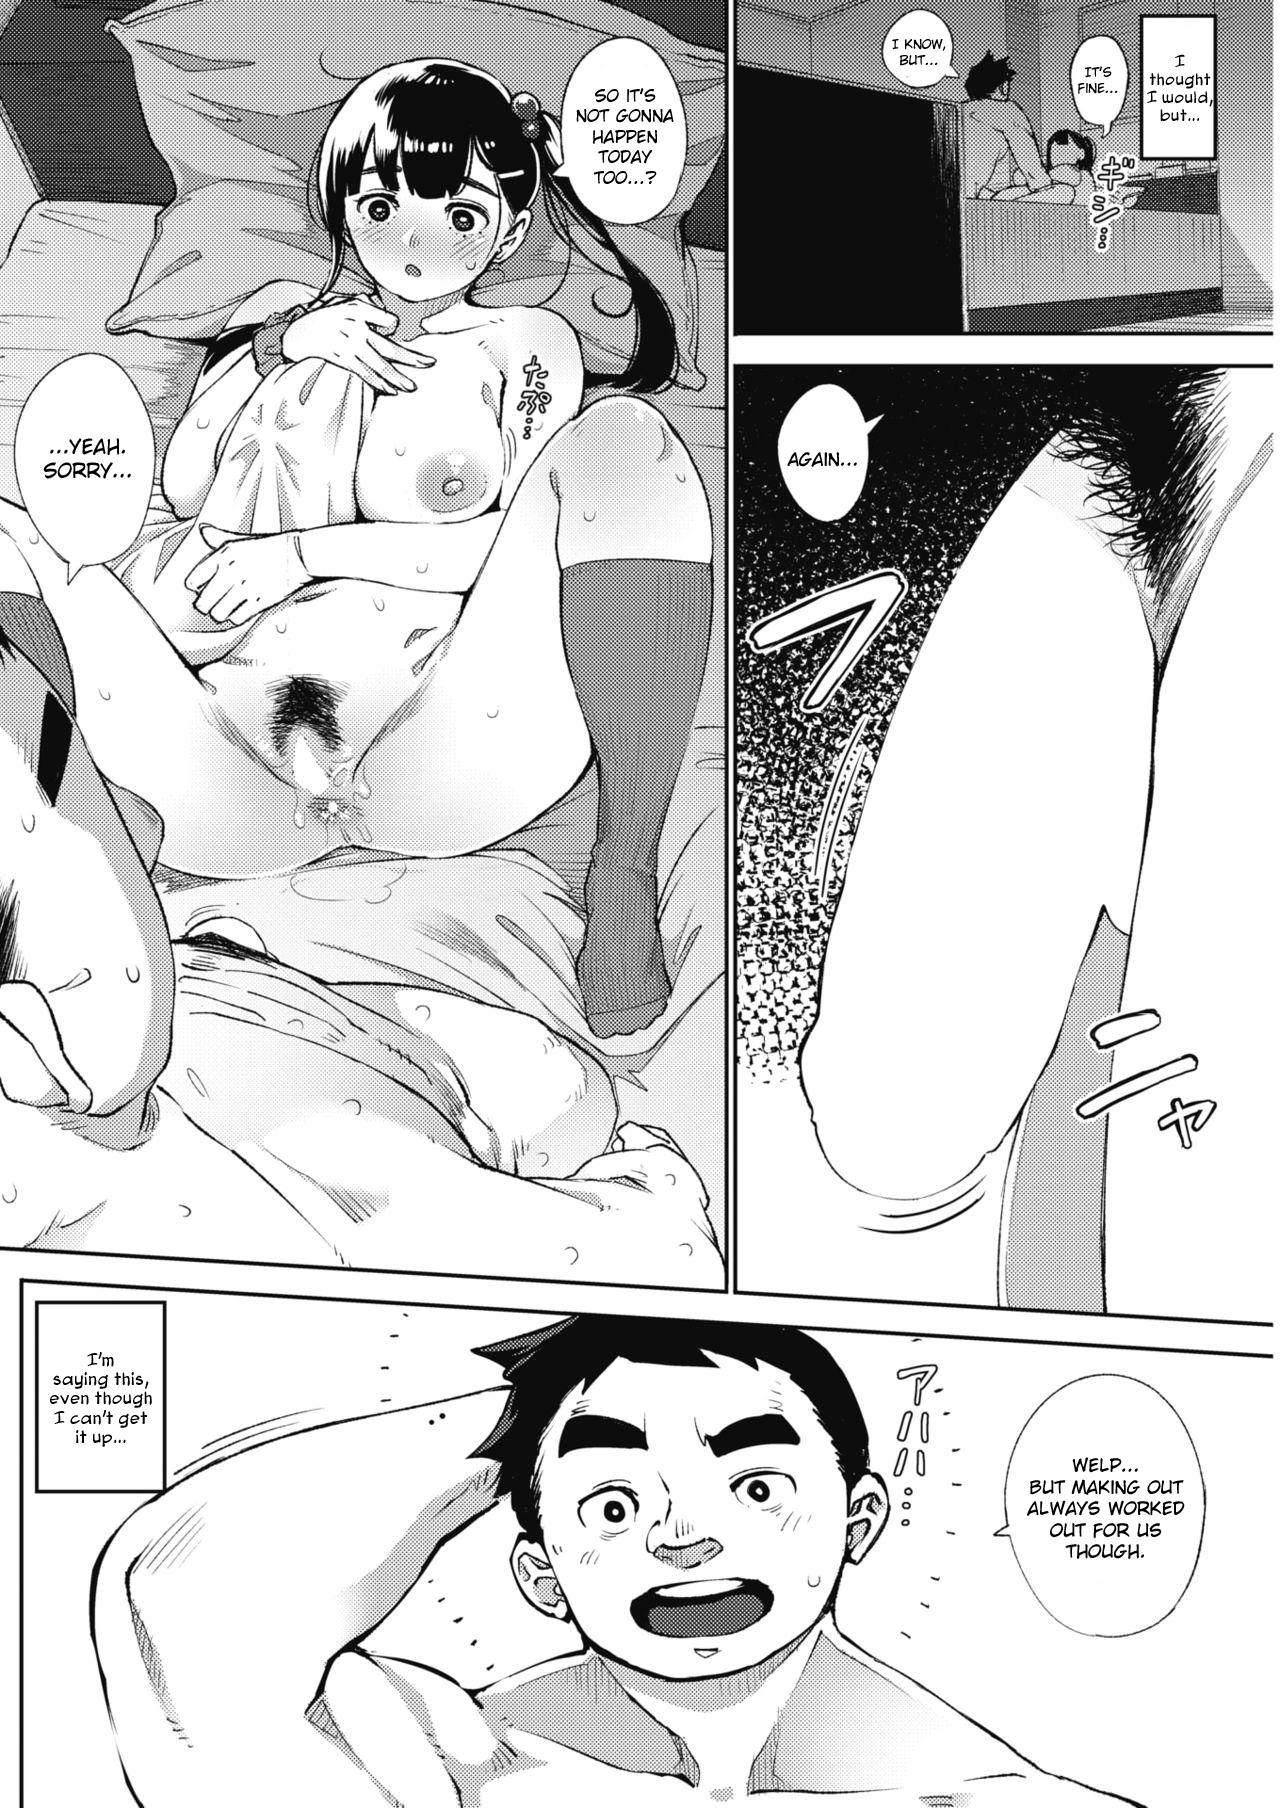 I
thought
I would,
but...
IT'S
FINE...
I KNOW,
BUT...
ギシ…
AGAIN...
フニャ
SO IT'S
NOT GONNA
HAPPEN
TODAY
TOO...?
たぷ…
...YEAH.
SORRY...
WELP...
BUT MAKING OUT
ALWAYS WORKED
OUT FOR US
THOUGH.
アハハ…
I'm
saying this,
even though
I can't get
it up...